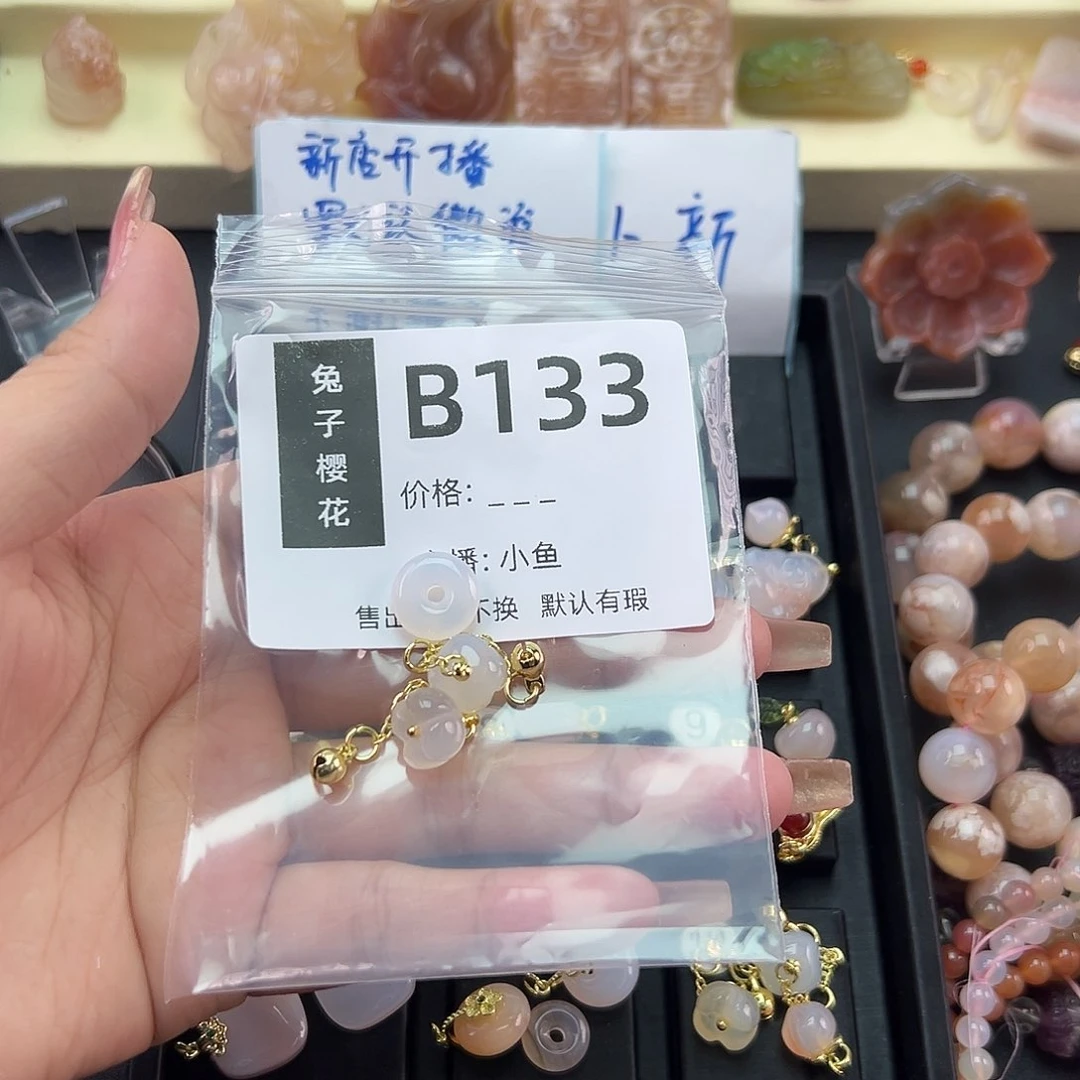 新店开播
上新
兔子樱花
B133
价格: _ _ _
播: 小鱼
售出 不换 默认有瑕